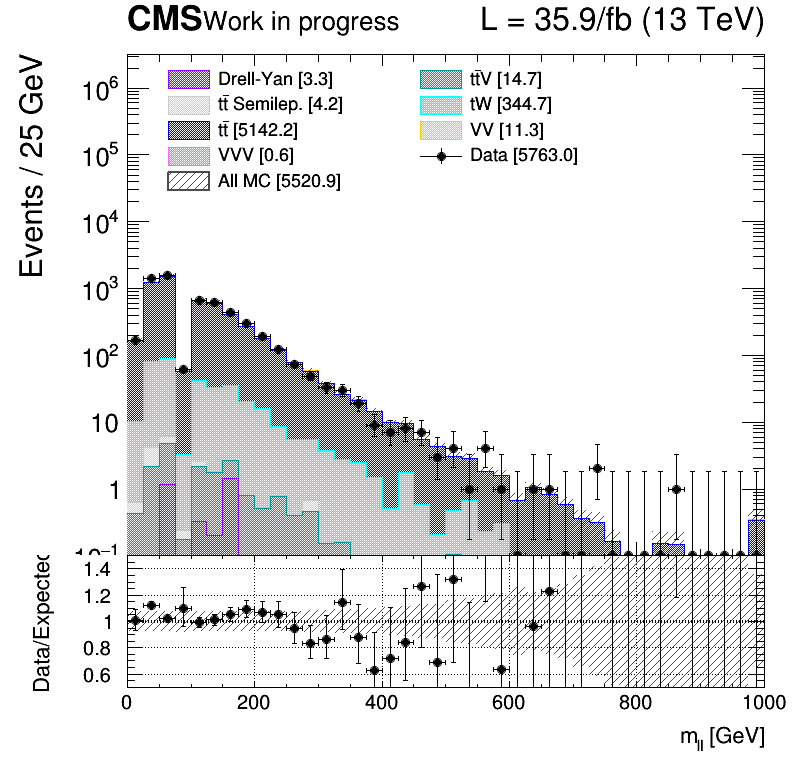 CMS Work in progress L = 35.9/fb (13 TeV)
Events / 25 GeV
Drell-Yan [3.3] tt̄V [14.7]
tt̄ Semilep. [4.2] tW [344.7]
tt̄ [5142.2] VV [11.3]
VVV [0.6] Data [5763.0]
All MC [5520.9]
10⁶
10⁵
10⁴
10³
10²
10
1
Data/Expected
1.4
1.2
1
0.8
0.6
0 200 400 600 800 1000
m_ll [GeV]